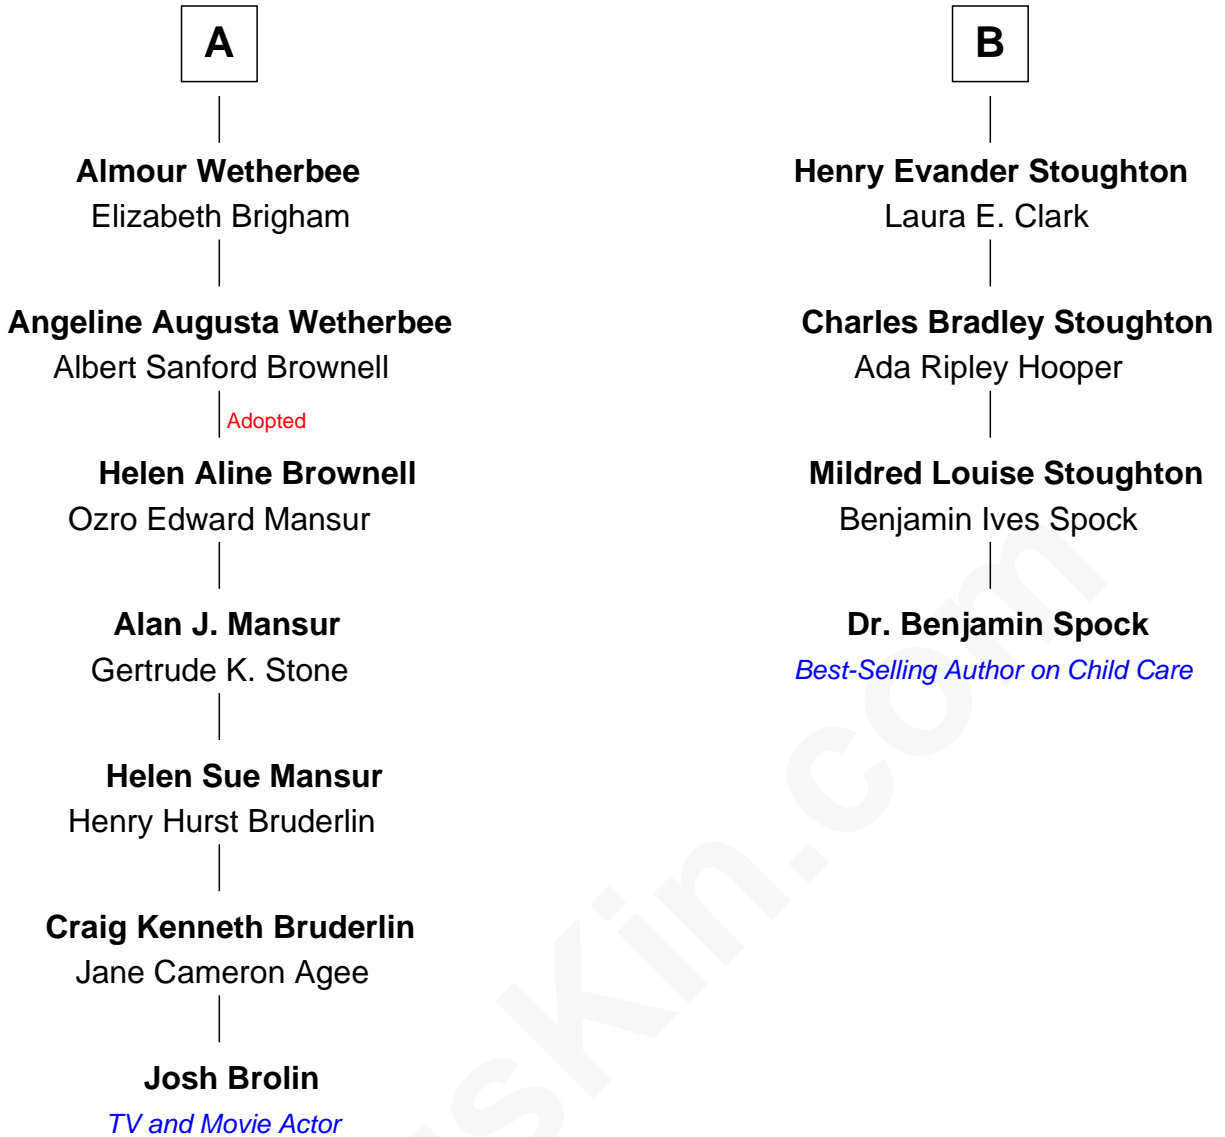 A
Almour Wetherbee
Elizabeth Brigham
Angeline Augusta Wetherbee
Albert Sanford Brownell
Adopted
Helen Aline Brownell
Ozro Edward Mansur
Alan J. Mansur
Gertrude K. Stone
Helen Sue Mansur
Henry Hurst Bruderlin
Craig Kenneth Bruderlin
Jane Cameron Agee
Josh Brolin
TV and Movie Actor
B
Henry Evander Stoughton
Laura E. Clark
Charles Bradley Stoughton
Ada Ripley Hooper
Mildred Louise Stoughton
Benjamin Ives Spock
Dr. Benjamin Spock
Best-Selling Author on Child Care
sKin.com